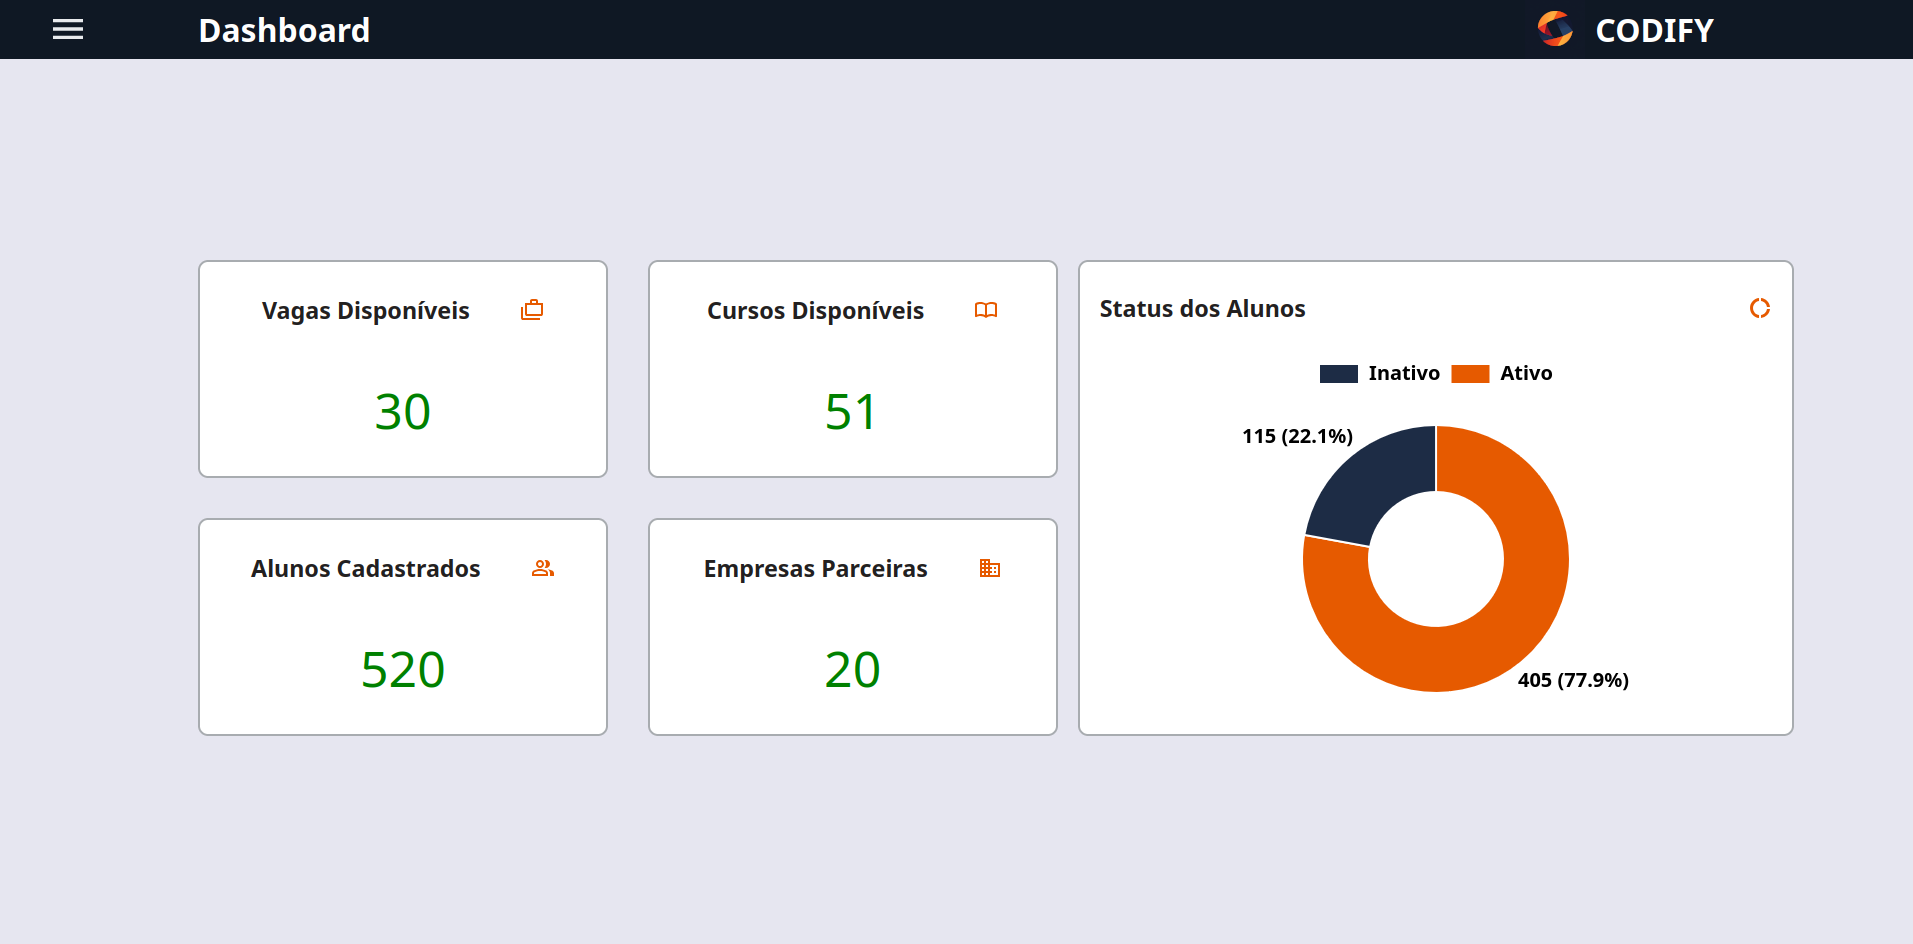 Dashboard
CODIFY
Vagas Disponíveis
30
Cursos Disponíveis
51
Alunos Cadastrados
520
Empresas Parceiras
20
Status dos Alunos
Inativo
Ativo
115 (22.1%)
405 (77.9%)